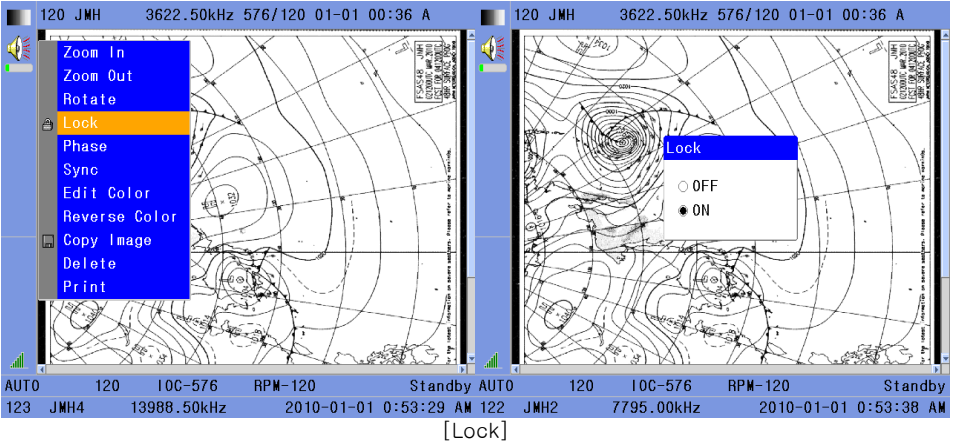 120 JMH 3622.50kHz 576/120 01-01 00:36 A
Zoom In
Zoom Out
Rotate
Lock
Phase
Sync
Edit Color
Reverse Color
Copy Image
Delete
Print
FSAS48 JMH
AUTO 120 IOC-576 RPM-120 Standby
123 JMH4 13988.50kHz 2010-01-01 0:53:29 AM
120 JMH 3622.50kHz 576/120 01-01 00:36 A
FSAS48 JMH
Lock
OFF
ON
AUTO 120 IOC-576 RPM-120 Standby
122 JMH2 7795.00kHz 2010-01-01 0:53:38 AM
[Lock]